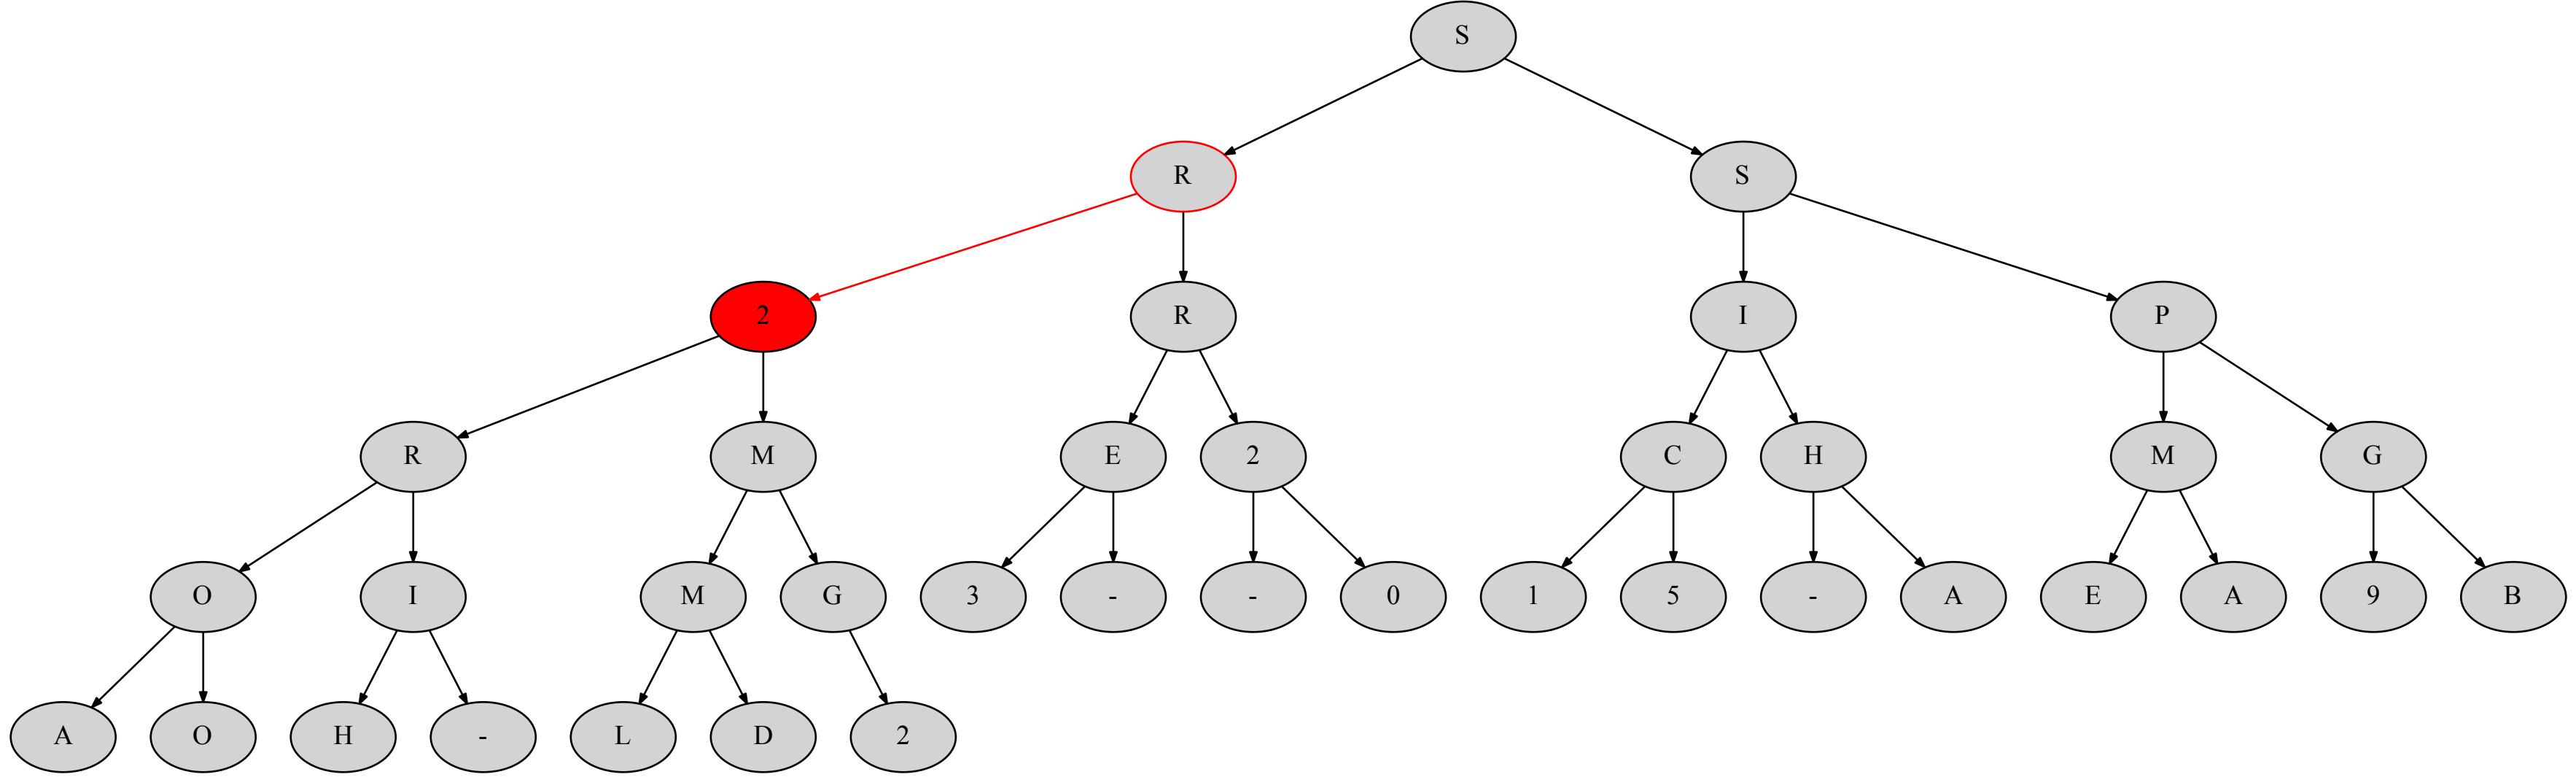 S
R S
2 R I P
R M E 2 C H M G
O I M G 3 - - 0 1 5 - A E A 9 B
A O H - L D 2